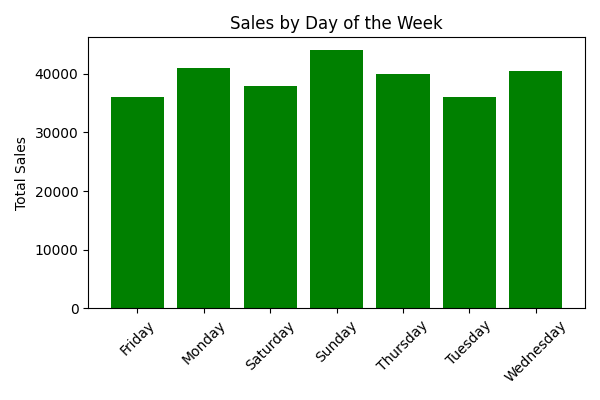 Sales by Day of the Week
Total Sales
40000
30000
20000
10000
0
Friday
Monday
Saturday
Sunday
Thursday
Tuesday
Wednesday